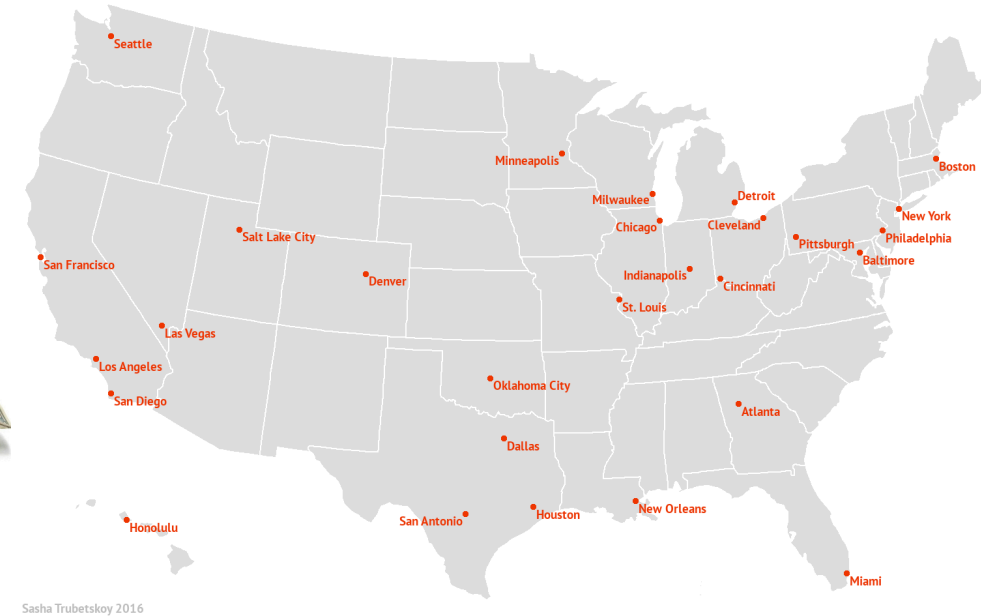 Seattle
Minneapolis
Boston
Milwaukee
Detroit
New York
Chicago
Cleveland
Salt Lake City
Pittsburgh
Philadelphia
San Francisco
Baltimore
Indianapolis
Denver
Cincinnati
St. Louis
Las Vegas
Los Angeles
Oklahoma City
San Diego
Atlanta
Dallas
New Orleans
Houston
San Antonio
Honolulu
Miami
Sasha Trubetskoy 2016